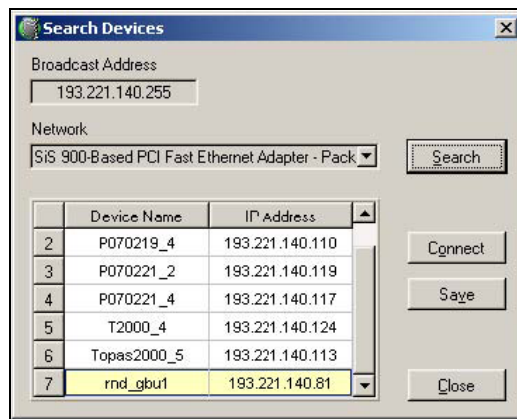 Search Devices
Broadcast Address
193.221.140.255
Network
SiS 900-Based PCI Fast Ethernet Adapter - Pack
Search
Device Name IP Address
2 P070219_4 193.221.140.110
3 P070221_2 193.221.140.119
4 P070221_4 193.221.140.117
5 T2000_4 193.221.140.124
6 Topas2000_5 193.221.140.113
7 rnd_gbu1 193.221.140.81
Connect
Save
Close